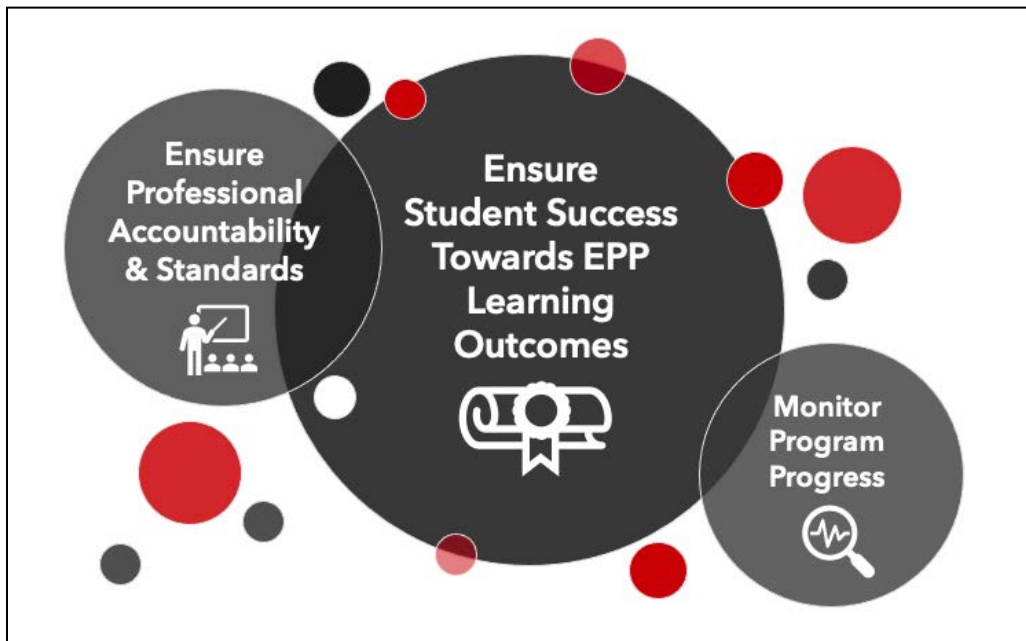 Ensure
Professional
Accountability
& Standards
Ensure
Student Success
Towards EPP
Learning
Outcomes
Monitor
Program
Progress